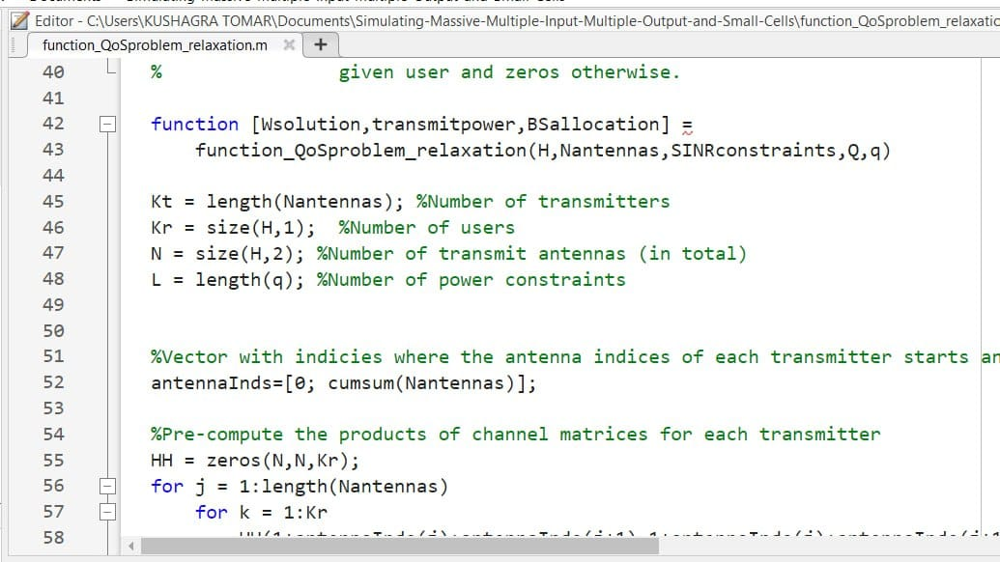 Editor - C:\Users\KUSHAGRA TOMAR\Documents\Simulating-Massive-Multiple-Input-Multiple-Output-and-Small-Cells\function_QoSproblem_relaxatio
function_QoSproblem_relaxation.m × +
40 % given user and zeros otherwise.
41
42 function [Wsolution,transmitpower,BSallocation] =
43 function_QoSproblem_relaxation(H,Nantennas,SINRconstraints,Q,q)
44
45 Kt = length(Nantennas); %Number of transmitters
46 Kr = size(H,1); %Number of users
47 N = size(H,2); %Number of transmit antennas (in total)
48 L = length(q); %Number of power constraints
49
50
51 %Vector with indicies where the antenna indices of each transmitter starts an
52 antennaInds=[0; cumsum(Nantennas)];
53
54 %Pre-compute the products of channel matrices for each transmitter
55 HH = zeros(N,N,Kr);
56 for j = 1:length(Nantennas)
57 for k = 1:Kr
58